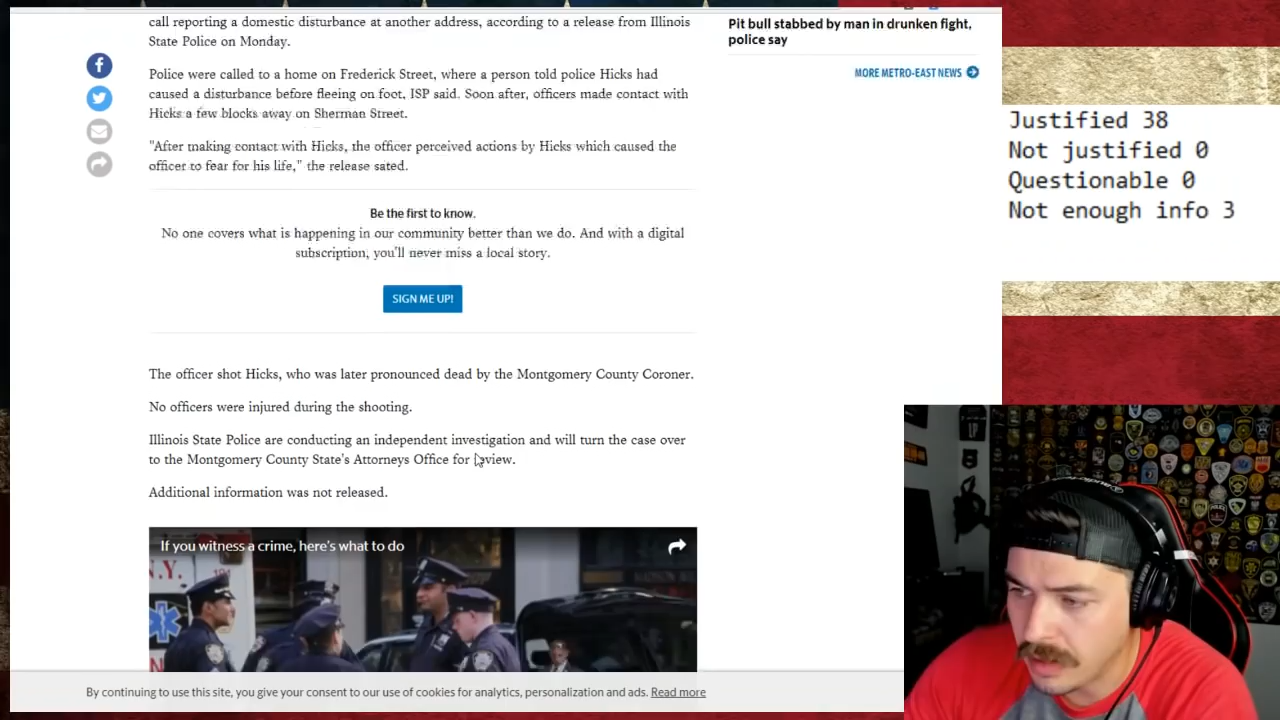 call reporting a domestic disturbance at another address, according to a release from Illinois
State Police on Monday.
Police were called to a home on Frederick Street, where a person told police Hicks had
caused a disturbance before fleeing on foot, ISP said. Soon after, officers made contact with
Hicks a few blocks away on Sherman Street.
"After making contact with Hicks, the officer perceived actions by Hicks which caused the
officer to fear for his life," the release sated.
Be the first to know.
No one covers what is happening in our community better than we do. And with a digital
subscription, you'll never miss a local story.
SIGN ME UP!
The officer shot Hicks, who was later pronounced dead by the Montgomery County Coroner.
No officers were injured during the shooting.
Illinois State Police are conducting an independent investigation and will turn the case over
to the Montgomery County State's Attorneys Office for review.
Additional information was not released.
If you witness a crime, here's what to do
N.Y.
By continuing to use this site, you give your consent to our use of cookies for analytics, personalization and ads. Read more
Pit bull stabbed by man in drunken fight,
police say
MORE METRO-EAST NEWS
Justified 38
Not justified 0
Questionable 0
Not enough info 3